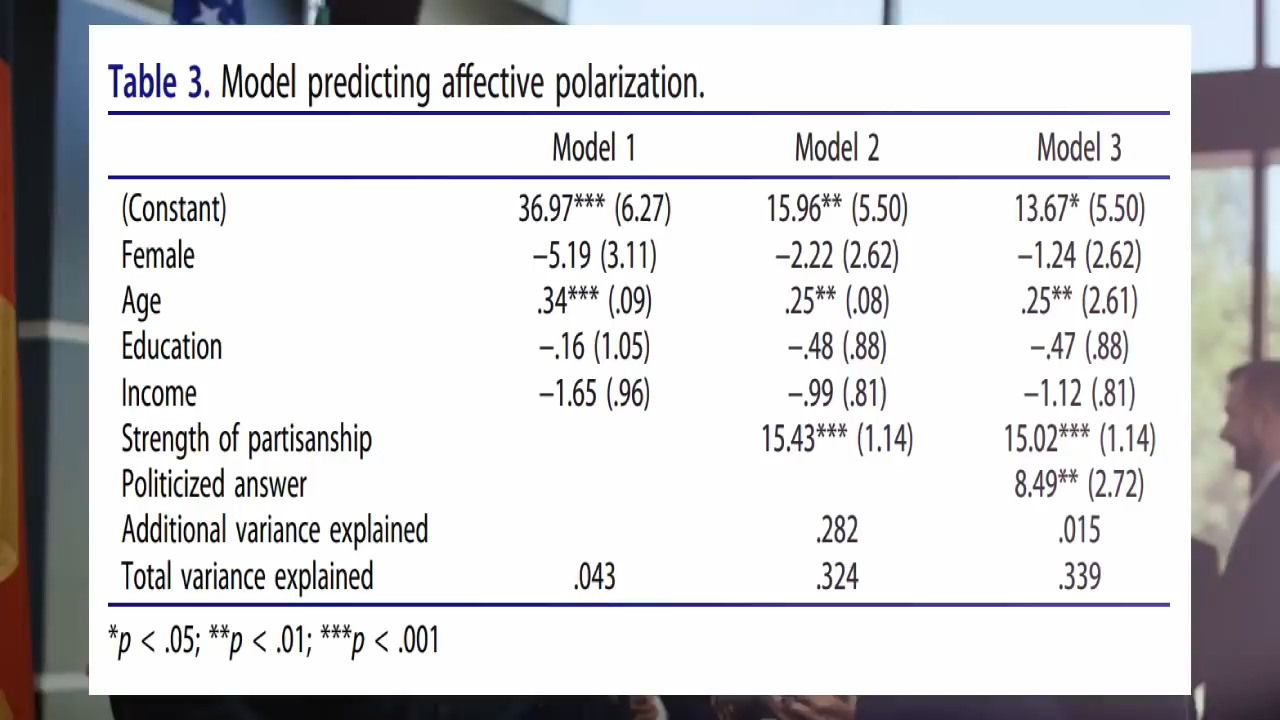 Table 3. Model predicting affective polarization.
Model 1 Model 2 Model 3
(Constant) 36.97*** (6.27) 15.96** (5.50) 13.67* (5.50)
Female –5.19 (3.11) –2.22 (2.62) –1.24 (2.62)
Age .34*** (.09) .25** (.08) .25** (2.61)
Education –.16 (1.05) –.48 (.88) –.47 (.88)
Income –1.65 (.96) –.99 (.81) –1.12 (.81)
Strength of partisanship 15.43*** (1.14) 15.02*** (1.14)
Politicized answer 8.49** (2.72)
Additional variance explained .282 .015
Total variance explained .043 .324 .339
*p < .05; **p < .01; ***p < .001